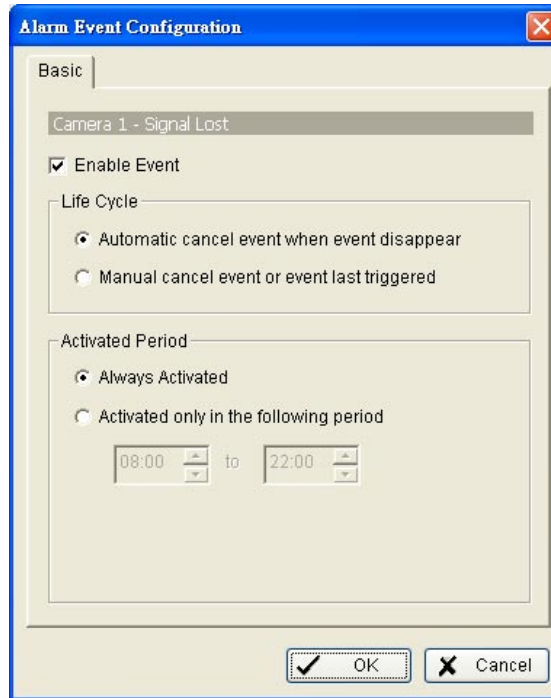 Alarm Event Configuration
Basic
Camera 1 - Signal Lost
Enable Event
Life Cycle
Automatic cancel event when event disappear
Manual cancel event or event last triggered
Activated Period
Always Activated
Activated only in the following period
08:00 to 22:00
OK Cancel